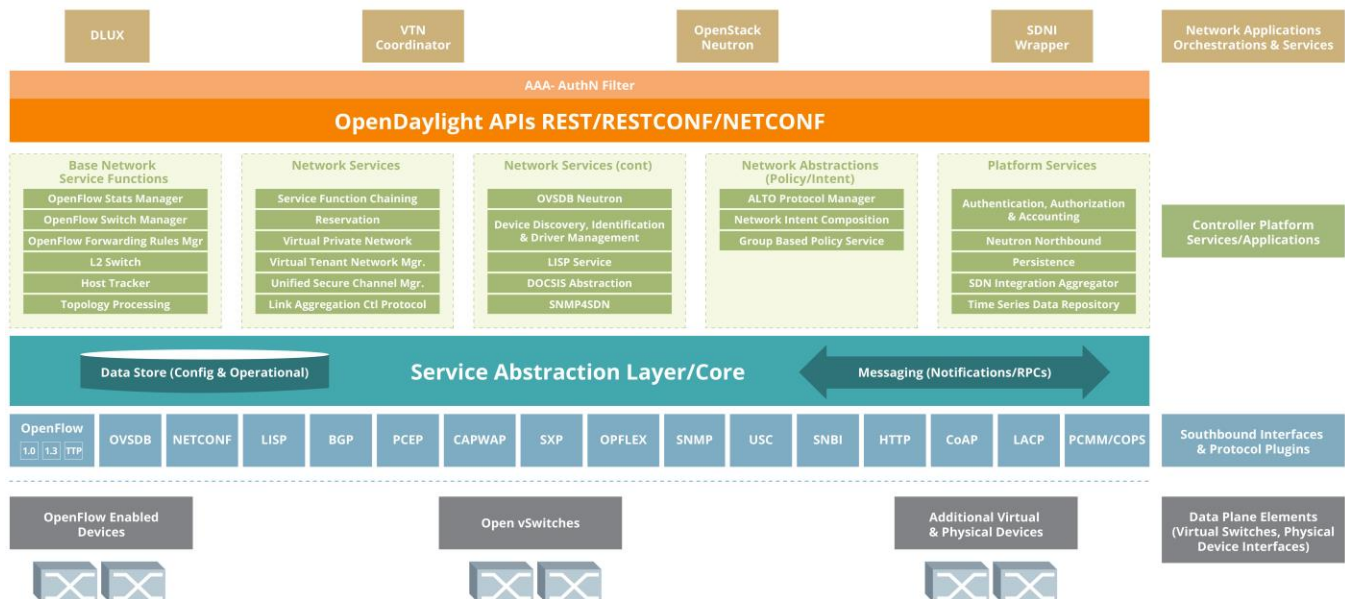 DLUX
VTN
Coordinator
OpenStack
Neutron
SDNI
Wrapper
Network Applications
Orchestrations & Services
AAA- AuthN Filter
OpenDaylight APIs REST/RESTCONF/NETCONF
Base Network
Service Functions
OpenFlow Stats Manager
OpenFlow Switch Manager
OpenFlow Forwarding Rules Mgr
L2 Switch
Host Tracker
Topology Processing
Network Services
Service Function Chaining
Reservation
Virtual Private Network
Virtual Tenant Network Mgr.
Unified Secure Channel Mgr.
Link Aggregation Ctl Protocol
Network Services (cont)
OVSDB Neutron
Device Discovery, Identification
& Driver Management
LISP Service
DOCSIS Abstraction
SNMP4SDN
Network Abstractions
(Policy/Intent)
ALTO Protocol Manager
Network Intent Composition
Group Based Policy Service
Platform Services
Authentication, Authorization
& Accounting
Neutron Northbound
Persistence
SDN Integration Aggregator
Time Series Data Repository
Controller Platform
Services/Applications
Data Store (Config & Operational)
Service Abstraction Layer/Core
Messaging (Notifications/RPCs)
OpenFlow
1.0 1.3 TTP
OVSDB
NETCONF
LISP
BGP
PCEP
CAPWAP
SXP
OPFLEX
SNMP
USC
SNBI
HTTP
CoAP
LACP
PCMM/COPS
Southbound Interfaces
& Protocol Plugins
OpenFlow Enabled
Devices
Open vSwitches
Additional Virtual
& Physical Devices
Data Plane Elements
(Virtual Switches, Physical
Device Interfaces)